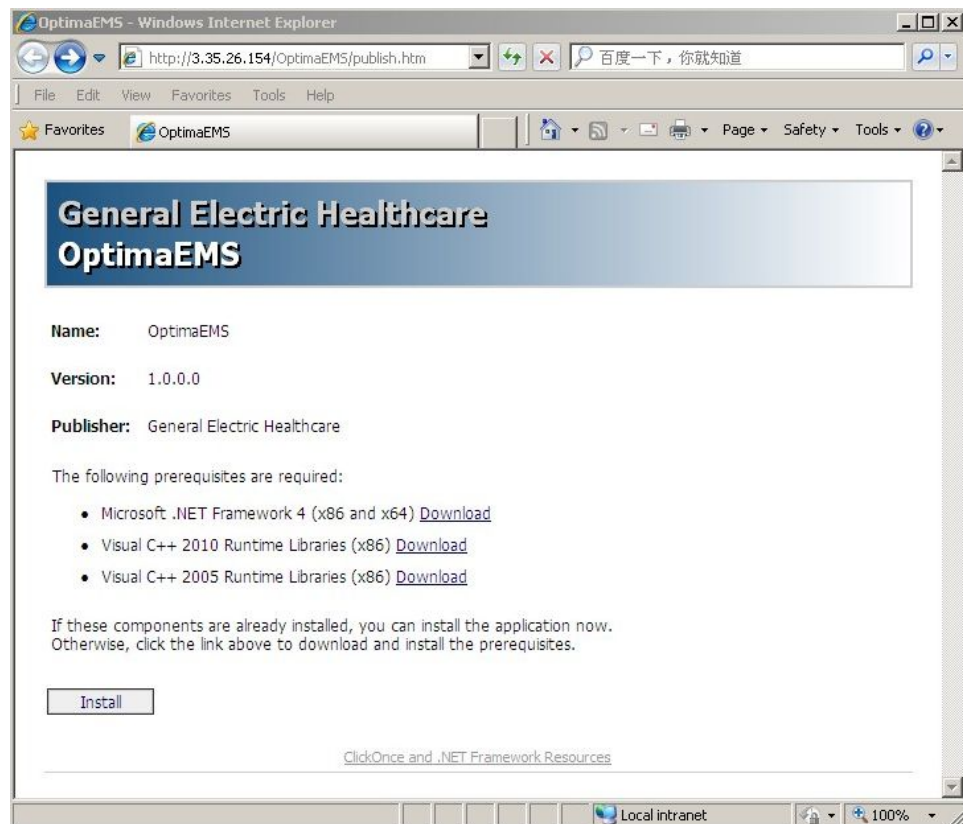 OptimaEMS - Windows Internet Explorer
http://3.35.26.154/OptimaEMS/publish.htm
百度一下，你就知道
File Edit View Favorites Tools Help
Favorites
OptimaEMS
Page
Safety
Tools
General Electric Healthcare
OptimaEMS
Name: OptimaEMS
Version: 1.0.0.0
Publisher: General Electric Healthcare
The following prerequisites are required:
• Microsoft .NET Framework 4 (x86 and x64) Download
• Visual C++ 2010 Runtime Libraries (x86) Download
• Visual C++ 2005 Runtime Libraries (x86) Download
If these components are already installed, you can install the application now.
Otherwise, click the link above to download and install the prerequisites.
Install
ClickOnce and .NET Framework Resources
Local intranet
100%